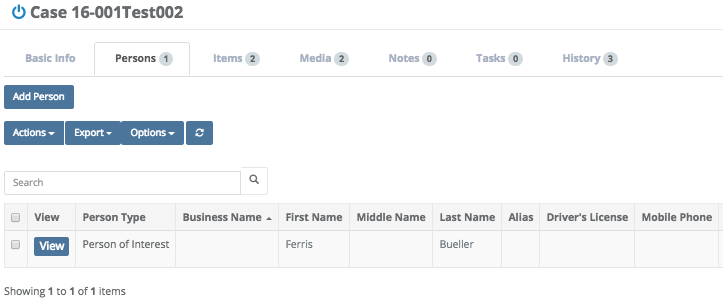 Case 16-001Test002
Basic Info Persons 1 Items 2 Media 2 Notes 0 Tasks 0 History 3
Add Person
Actions Export Options
Search
View Person Type Business Name First Name Middle Name Last Name Alias Driver's License Mobile Phone
View Person of Interest Ferris Bueller
Showing 1 to 1 of 1 items